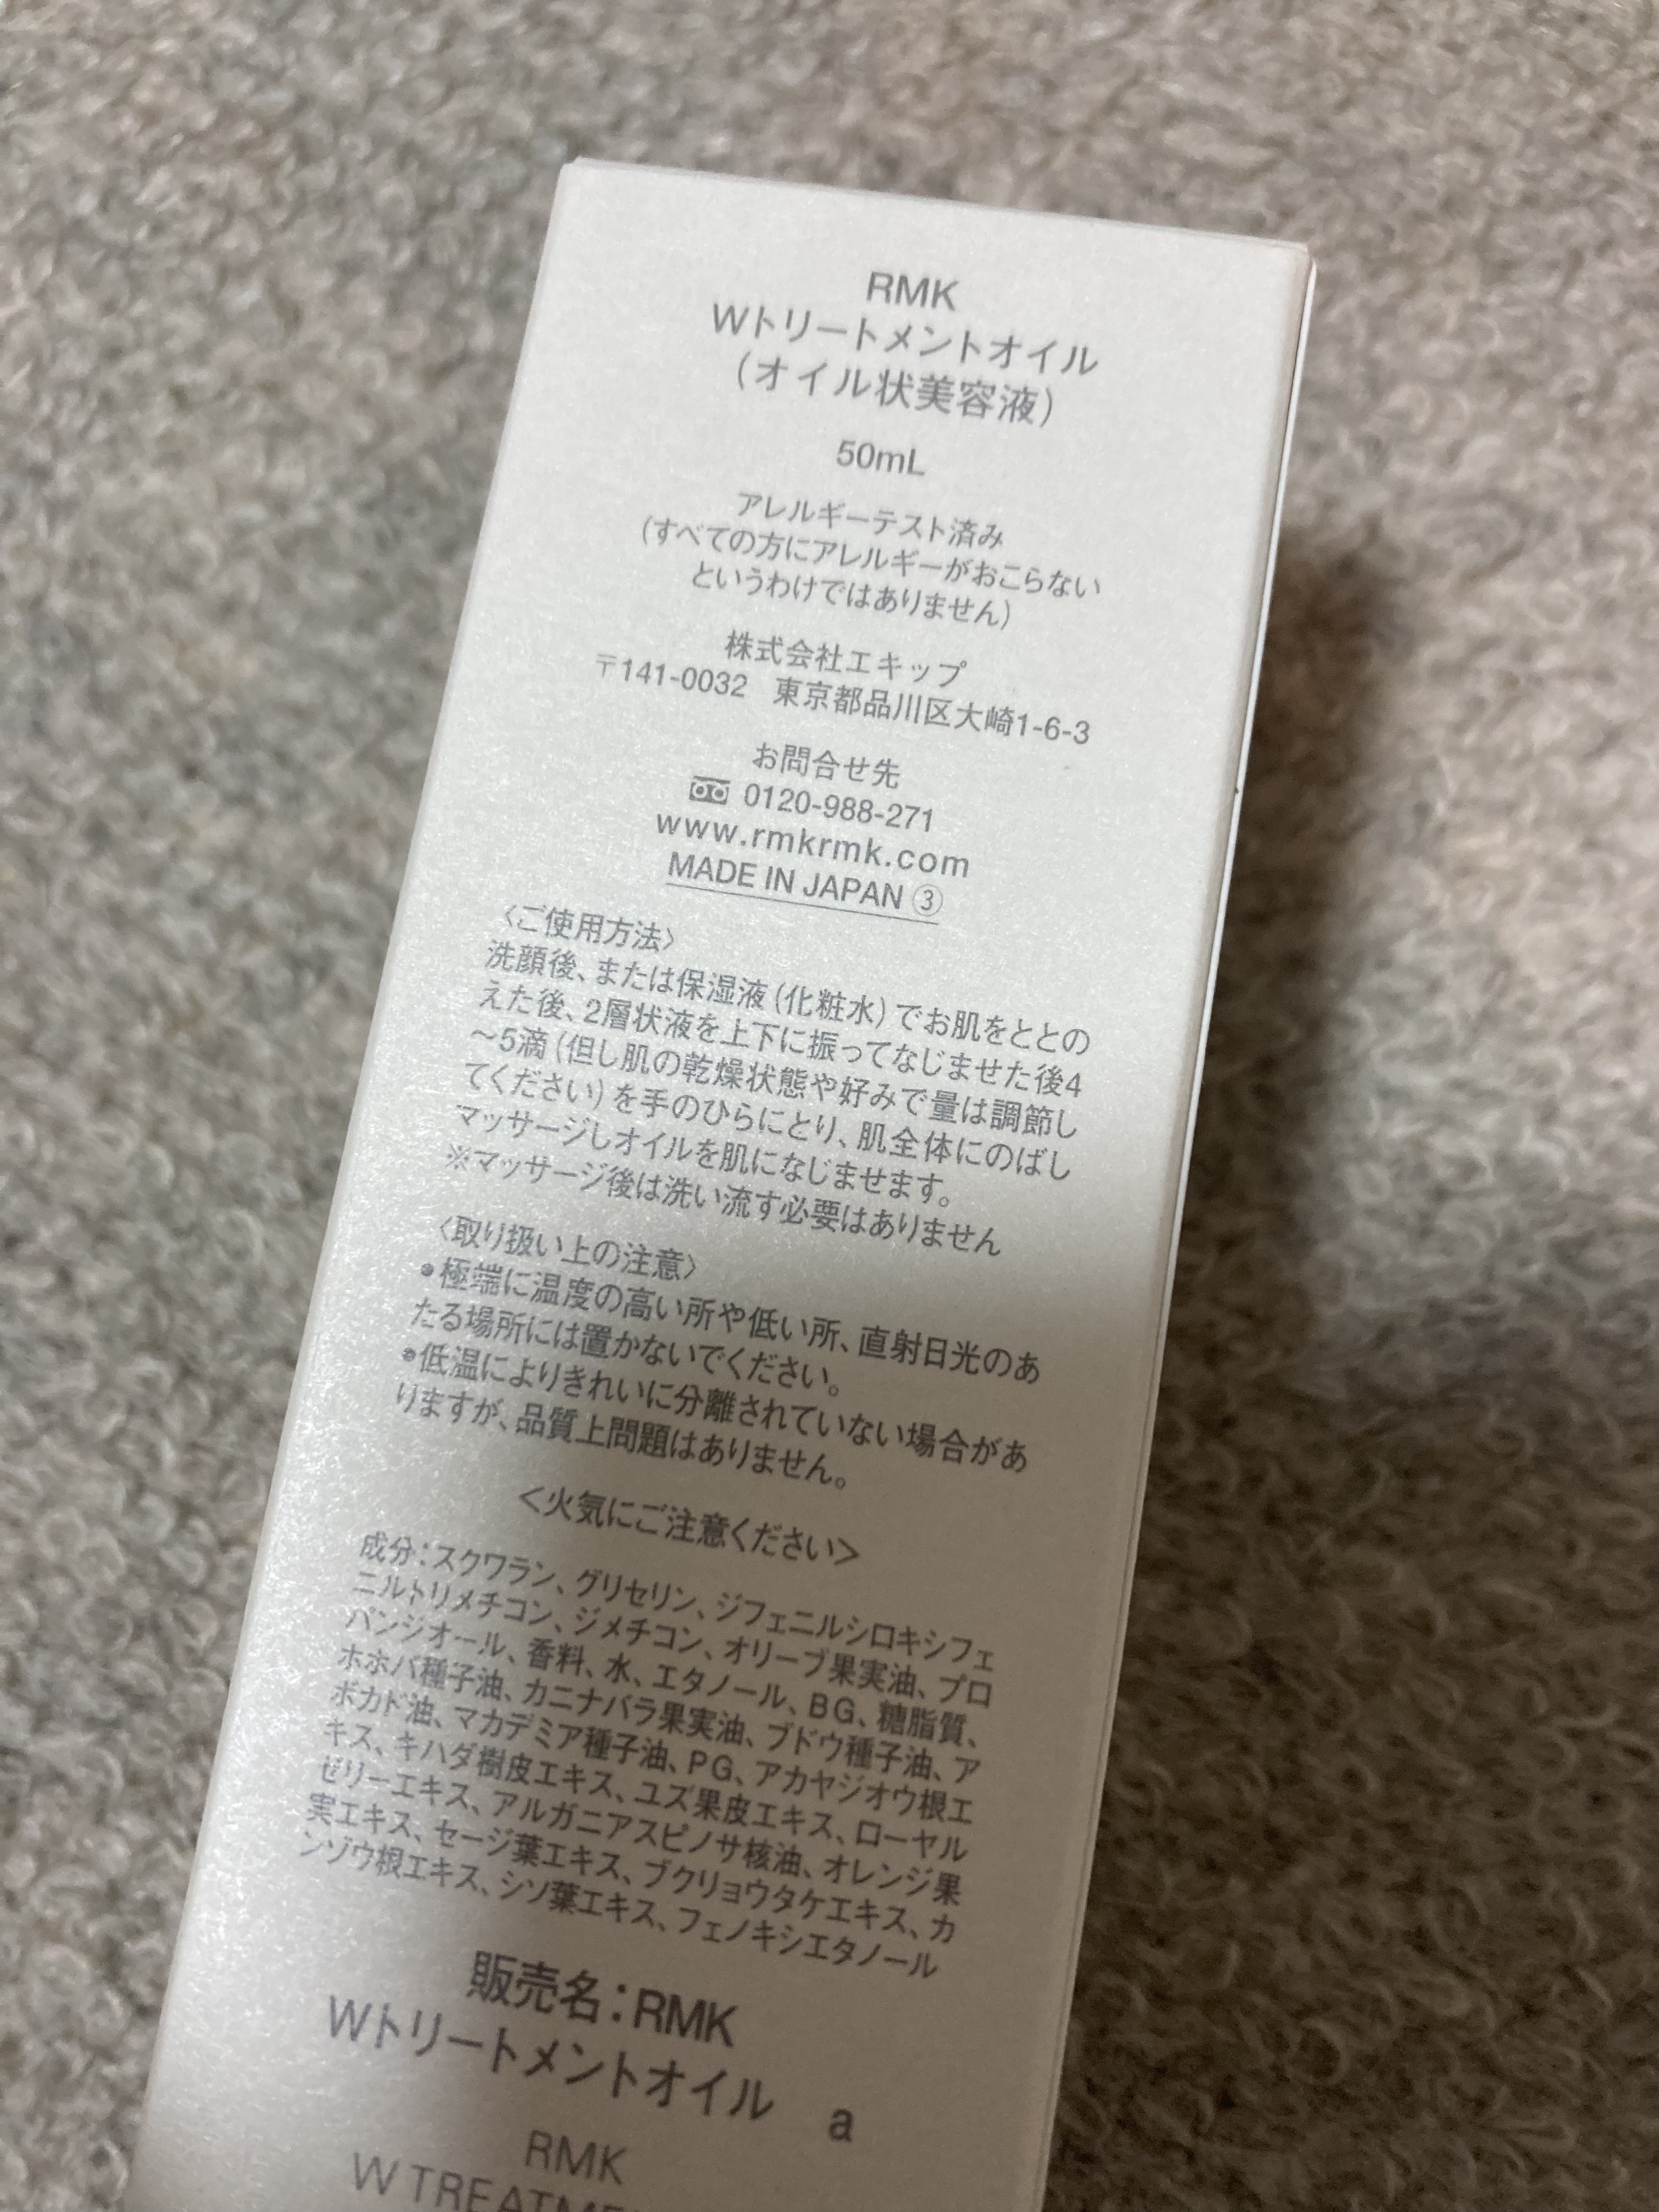 RMK
Wトリートメントオイル
(オイル状美容液)
50mL
アレルギーテスト済み
(すべての方にアレルギーがおこらない
というわけではありません)
株式会社エキップ
〒141-0032 東京都品川区大崎1-6-3
お問合せ先
0120-988-271
www.rmkrmk.com
MADE IN JAPAN ③
〈ご使用方法〉
洗顔後、または保湿液(化粧水)でお肌をととの
えた後、2層状液を上下に振ってなじませた後4
〜5滴(但し肌の乾燥状態や好みで量は調節し
てください)を手のひらにとり、肌全体にのばし
マッサージしオイルを肌になじませます。
※マッサージ後は洗い流す必要はありません
〈取り扱い上の注意〉
●極端に温度の高い所や低い所、直射日光のあ
たる場所には置かないでください。
●低温によりきれいに分離されていない場合があ
りますが、品質上問題はありません。
<火気にご注意ください>
成分:スクワラン、グリセリン、ジフェニルシロキシフェ
ニルトリメチコン、ジメチコン、オリーブ果実油、プロ
パンジオール、香料、水、エタノール、BG、糖脂質、
ホホバ種子油、カニナバラ果実油、ブドウ種子油、ア
ボカド油、マカデミア種子油、PG、アカヤジオウ根エ
キス、キハダ樹皮エキス、ユズ果皮エキス、ローヤル
ゼリーエキス、アルガニアスピノサ核油、オレンジ果
実エキス、セージ葉エキス、ブクリョウタケエキス、カ
ンゾウ根エキス、シソ葉エキス、フェノキシエタノール
販売名:RMK
Wトリートメントオイル a
RMK
W TREATME